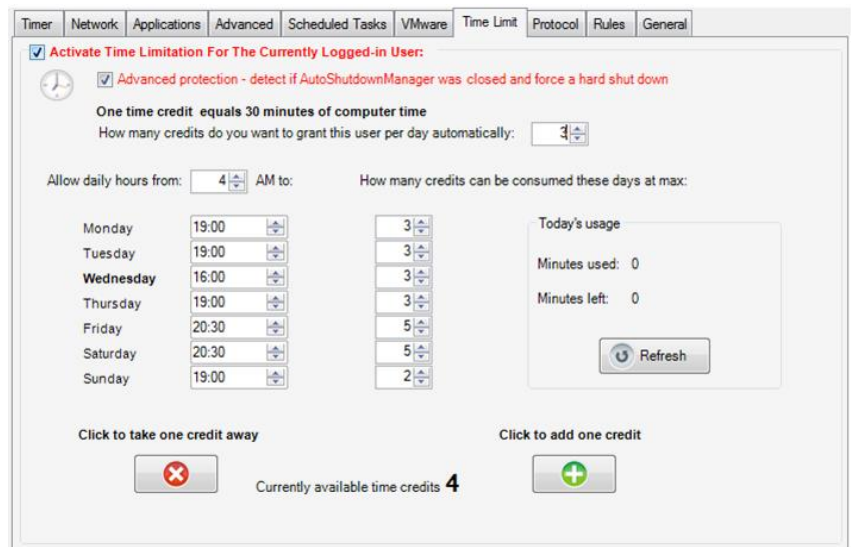 Timer Network Applications Advanced Scheduled Tasks VMware Time Limit Protocol Rules General
Activate Time Limitation For The Currently Logged-in User:
Advanced protection - detect if AutoShutdownManager was closed and force a hard shut down
One time credit equals 30 minutes of computer time
How many credits do you want to grant this user per day automatically: 3
Allow daily hours from: 4 AM to: How many credits can be consumed these days at max:
Monday 19:00 3
Tuesday 19:00 3
Wednesday 16:00 3
Thursday 19:00 3
Friday 20:30 5
Saturday 20:30 5
Sunday 19:00 2
Today's usage
Minutes used: 0
Minutes left: 0
Refresh
Click to take one credit away Click to add one credit
Currently available time credits 4